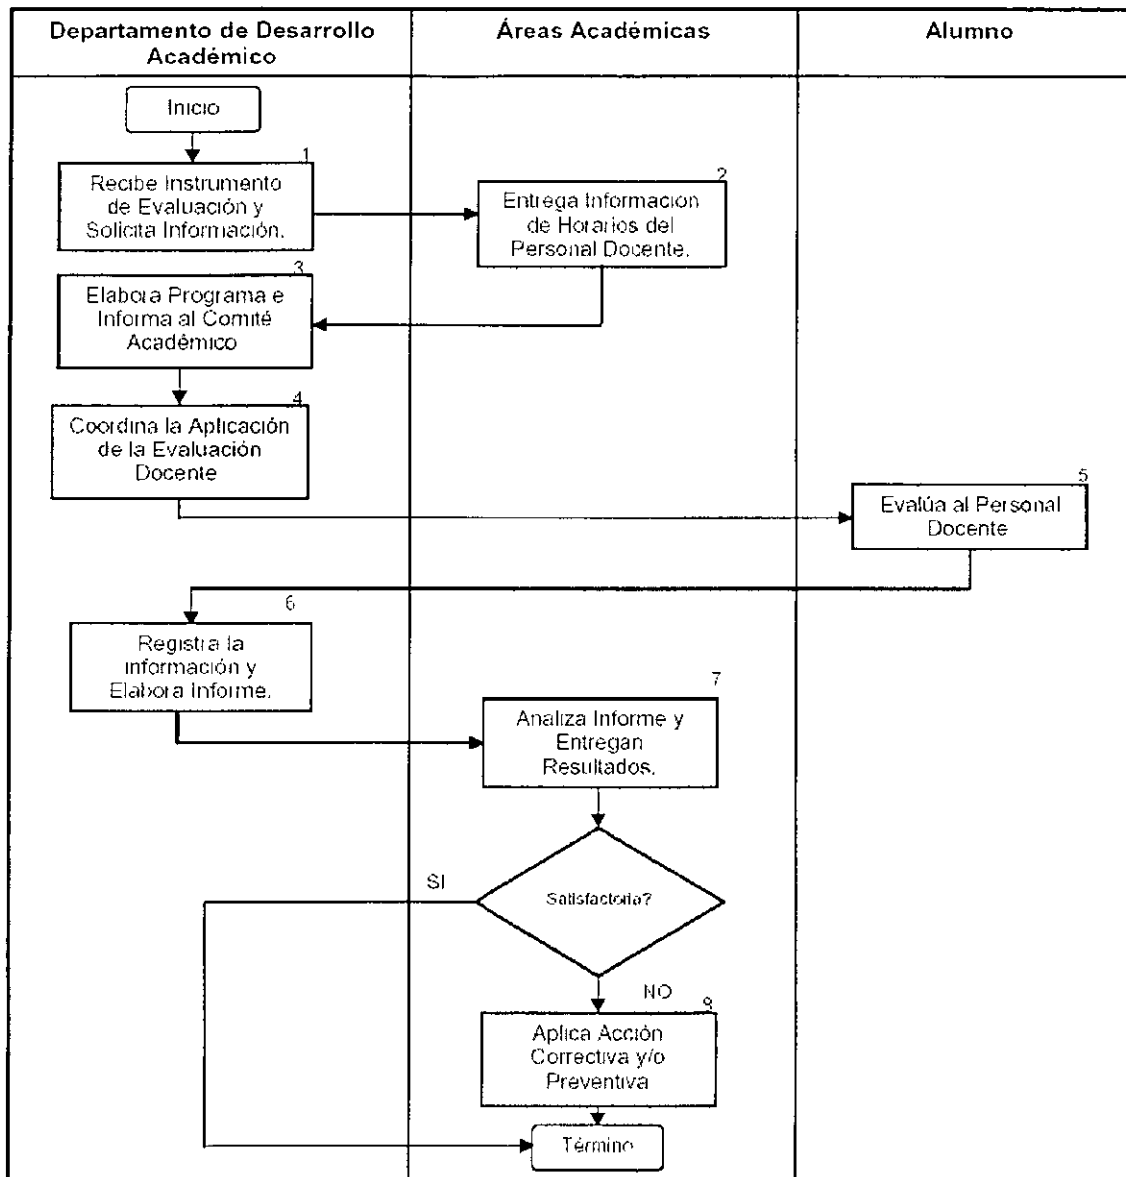 Departamento de Desarrollo
Académico
Áreas Académicas
Alumno
Inicio
1
Recibe Instrumento
de Evaluación y
Solicita Información.
2
Entrega Informacion
de Horarios del
Personal Docente.
3
Elabora Programa e
Informa al Comité
Académico
4
Coordina la Aplicación
de la Evaluación
Docente
5
Evalúa al Personal
Docente
6
Registra la
información y
Elabora Informe.
7
Analiza Informe y
Entregan
Resultados.
SI
Satisfactoria?
NO
8
Aplica Acción
Correctiva y/o
Preventiva
Término